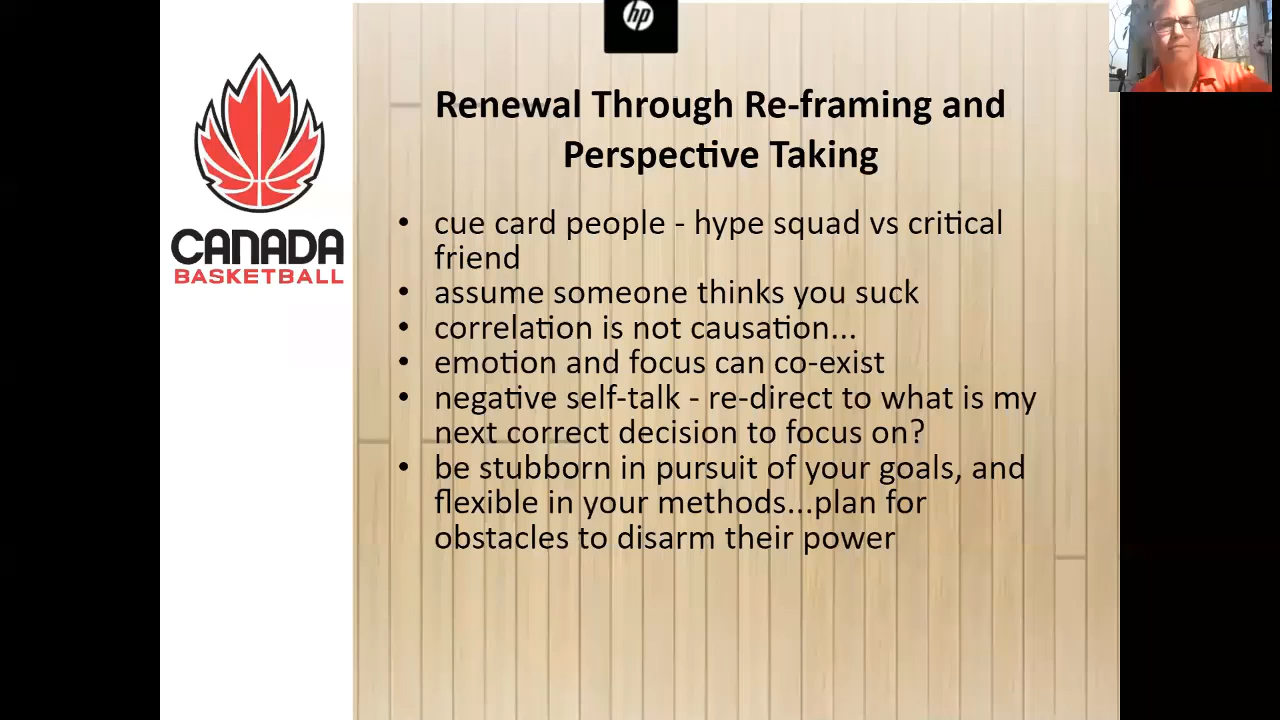 hp
Renewal Through Re-framing and
Perspective Taking
CANADA
BASKETBALL
• cue card people - hype squad vs critical
friend
• assume someone thinks you suck
• correlation is not causation...
• emotion and focus can co-exist
• negative self-talk - re-direct to what is my
next correct decision to focus on?
• be stubborn in pursuit of your goals, and
flexible in your methods...plan for
obstacles to disarm their power